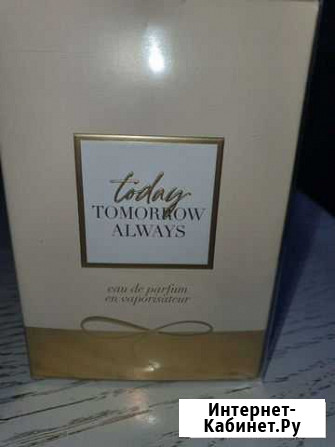 today
TOMORROW
ALWAYS
eau de parfum
en vaporisateur
Интернет-
Кабинет.Ру